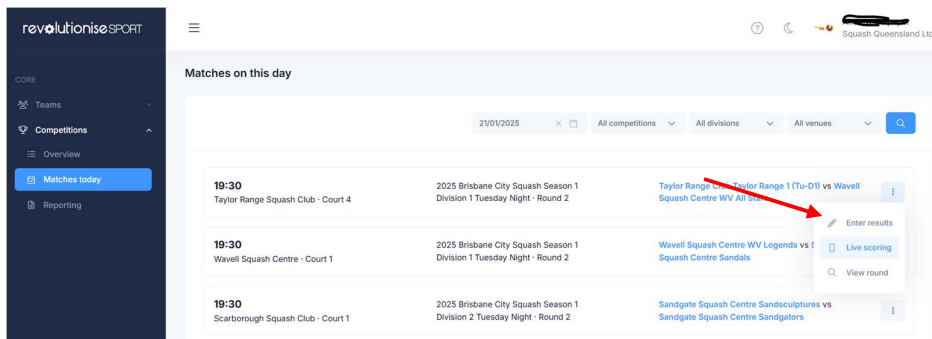 revolutioniseSPORT
Squash Queensland Ltd
CORE
Teams
Competitions
Overview
Matches today
Reporting
Matches on this day
21/01/2025
All competitions
All divisions
All venues
19:30
Taylor Range Squash Club · Court 4
2025 Brisbane City Squash Season 1
Division 1 Tuesday Night · Round 2
Taylor Range Club Taylor Range 1 (Tu-D1) vs Wavell
Squash Centre WV All
Enter results
Live scoring
View round
19:30
Wavell Squash Centre · Court 1
2025 Brisbane City Squash Season 1
Division 1 Tuesday Night · Round 2
Wavell Squash Centre WV Legends vs S
Squash Centre Sandals
19:30
Scarborough Squash Club · Court 1
2025 Brisbane City Squash Season 1
Division 2 Tuesday Night · Round 2
Sandgate Squash Centre Sandsculptures vs
Sandgate Squash Centre Sandgators